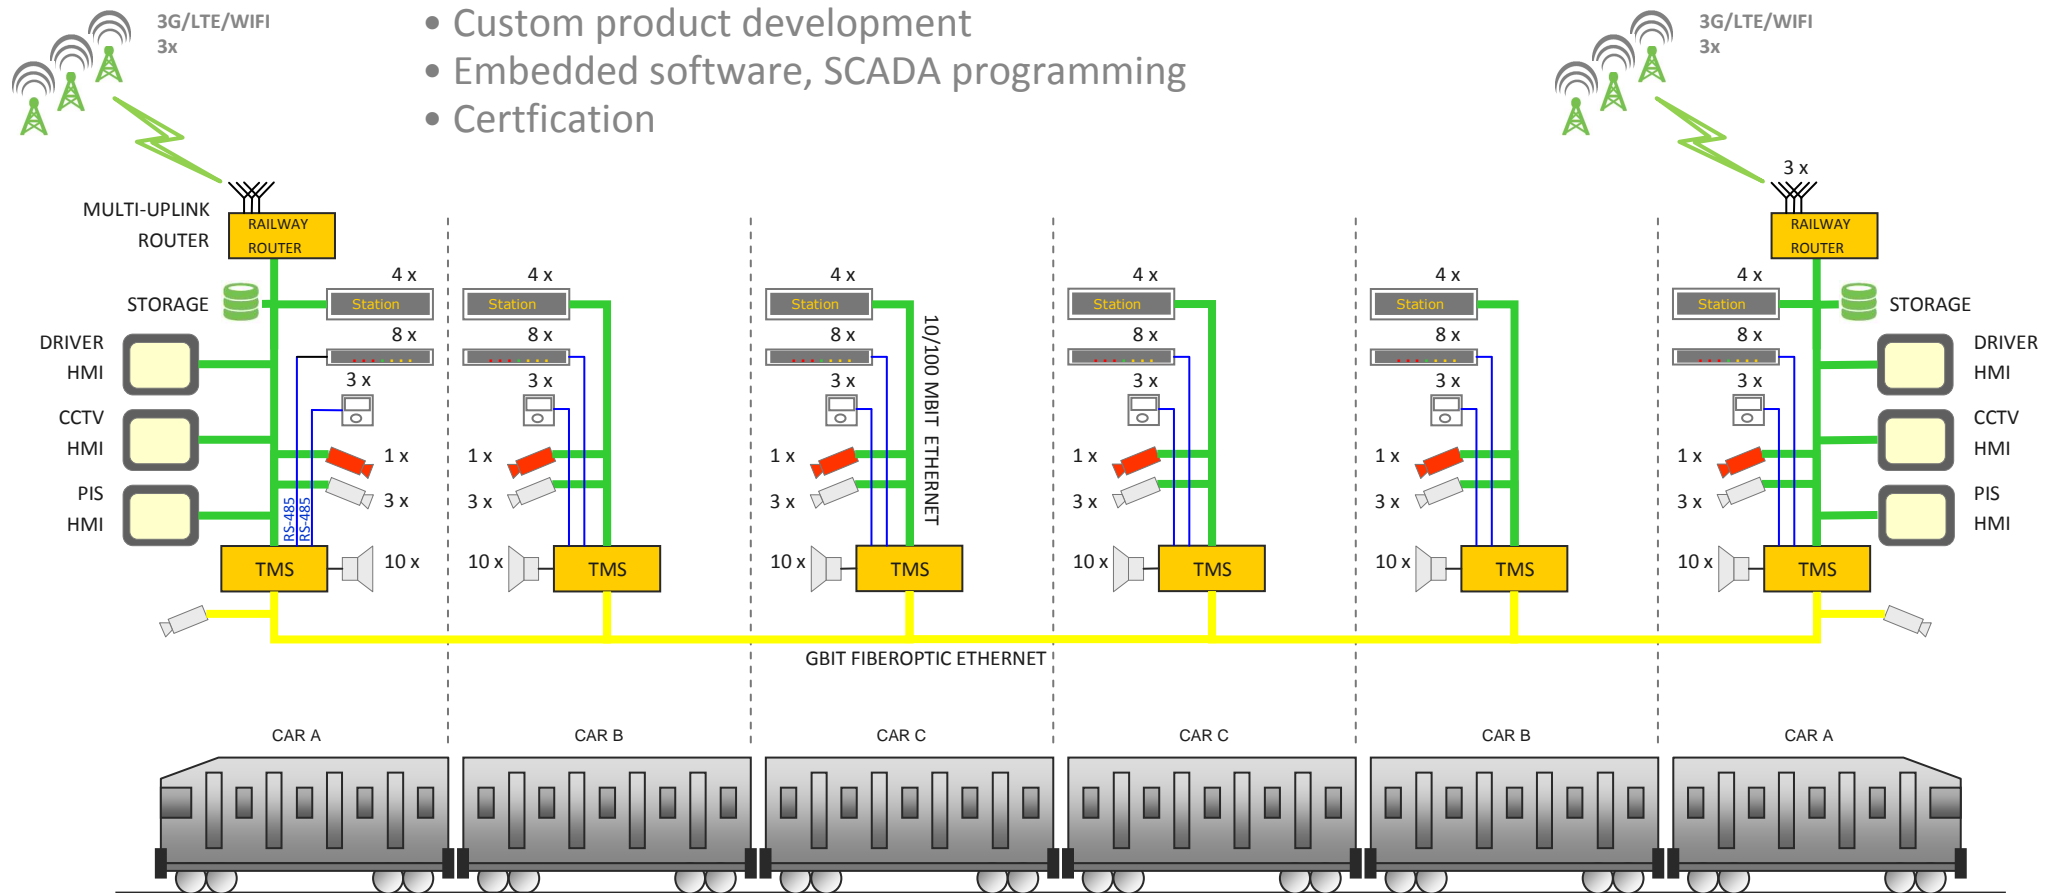 3G/LTE/WIFI
3x
• Custom product development
• Embedded software, SCADA programming
• Certfication
3G/LTE/WIFI
3x
3 x
MULTI-UPLINK
ROUTER
RAILWAY
ROUTER
RAILWAY
ROUTER
STORAGE
4 x
Station
4 x
Station
4 x
Station
4 x
Station
4 x
Station
4 x
Station
STORAGE
DRIVER
HMI
8 x
8 x
8 x
8 x
8 x
8 x
DRIVER
HMI
3 x
3 x
3 x
3 x
3 x
3 x
10/100 MBIT ETHERNET
CCTV
HMI
1 x
1 x
1 x
1 x
1 x
1 x
CCTV
HMI
PIS
HMI
3 x
3 x
3 x
3 x
3 x
3 x
PIS
HMI
RS-485
RS-485
TMS
10 x
10 x
TMS
10 x
TMS
10 x
TMS
10 x
TMS
10 x
TMS
GBIT FIBEROPTIC ETHERNET
CAR A
CAR B
CAR C
CAR C
CAR B
CAR A